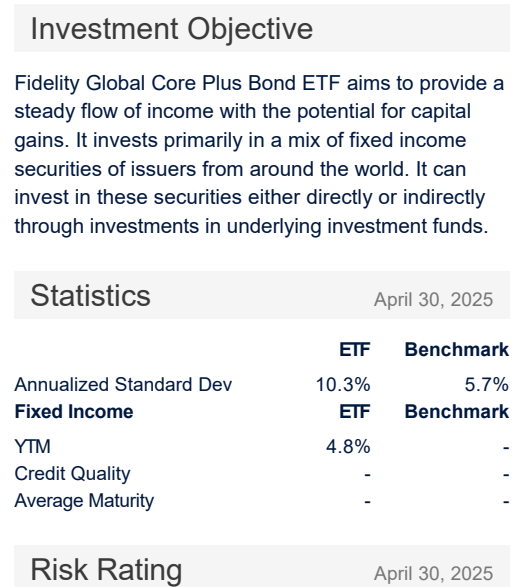 Investment Objective
Fidelity Global Core Plus Bond ETF aims to provide a
steady flow of income with the potential for capital
gains. It invests primarily in a mix of fixed income
securities of issuers from around the world. It can
invest in these securities either directly or indirectly
through investments in underlying investment funds.
Statistics April 30, 2025
ETF Benchmark
Annualized Standard Dev 10.3% 5.7%
Fixed Income ETF Benchmark
YTM 4.8% -
Credit Quality - -
Average Maturity - -
Risk Rating April 30, 2025